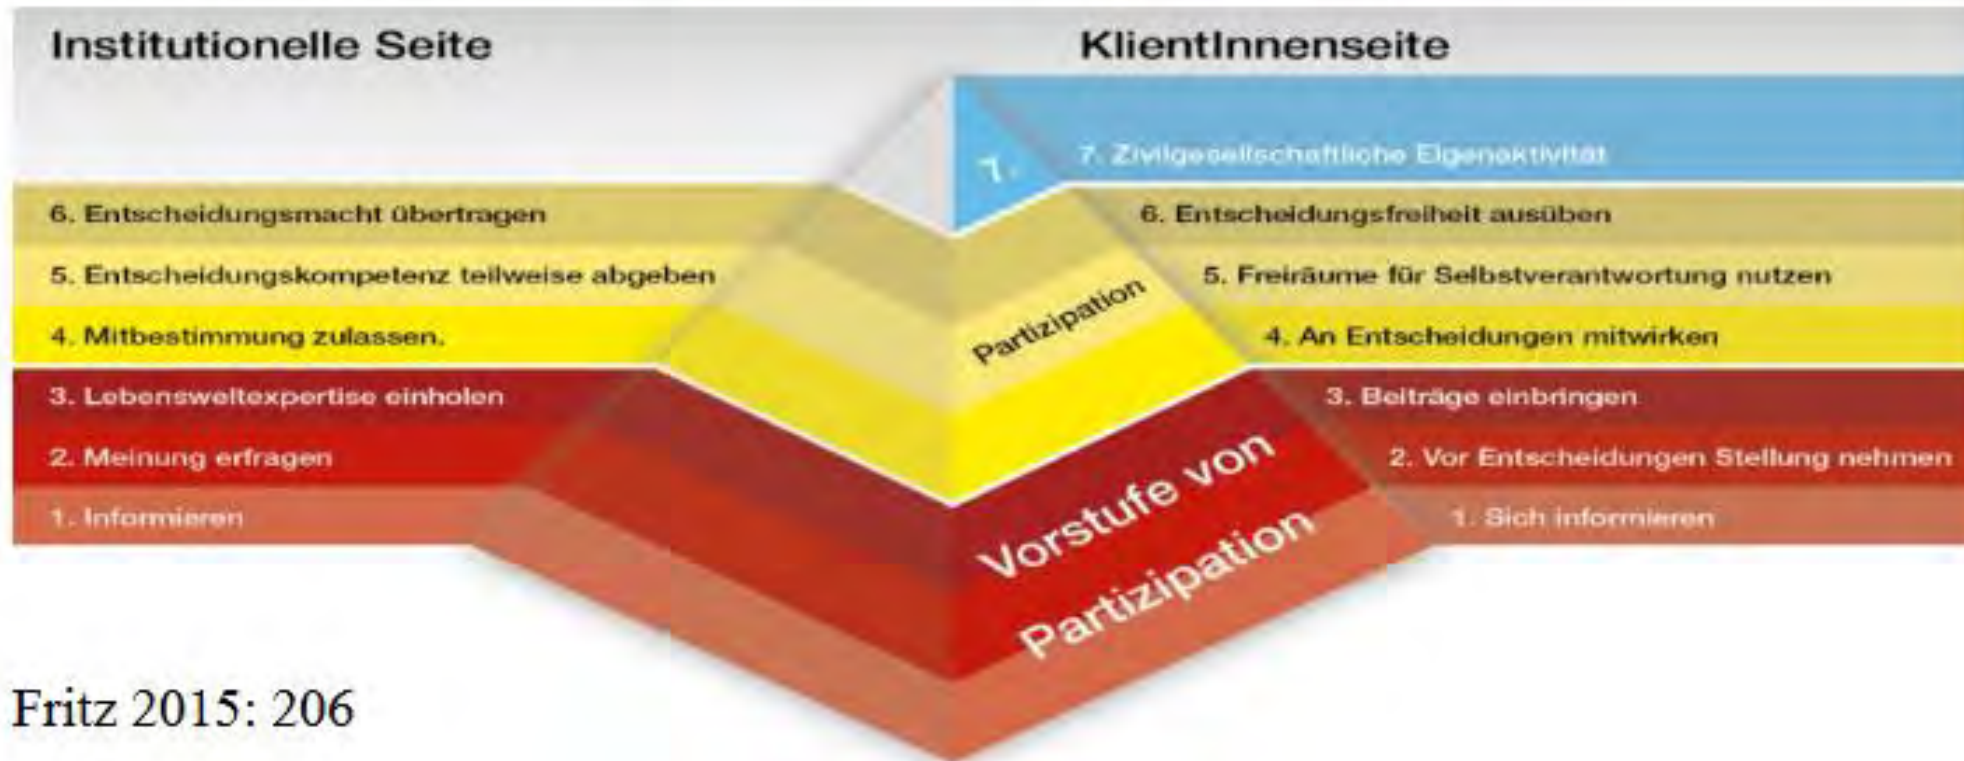 Institutionelle Seite
KlientInnenseite
7.
7. Zivilgesellschaftliche Eigenaktivität
6. Entscheidungsmacht übertragen
6. Entscheidungsfreiheit ausüben
5. Entscheidungskompetenz teilweise abgeben
5. Freiräume für Selbstverantwortung nutzen
Partizipation
4. Mitbestimmung zulassen.
4. An Entscheidungen mitwirken
3. Lebensweltexpertise einholen
3. Beiträge einbringen
2. Meinung erfragen
2. Vor Entscheidungen Stellung nehmen
1. Informieren
1. Sich informieren
Vorstufe von
Partizipation
Fritz 2015: 206